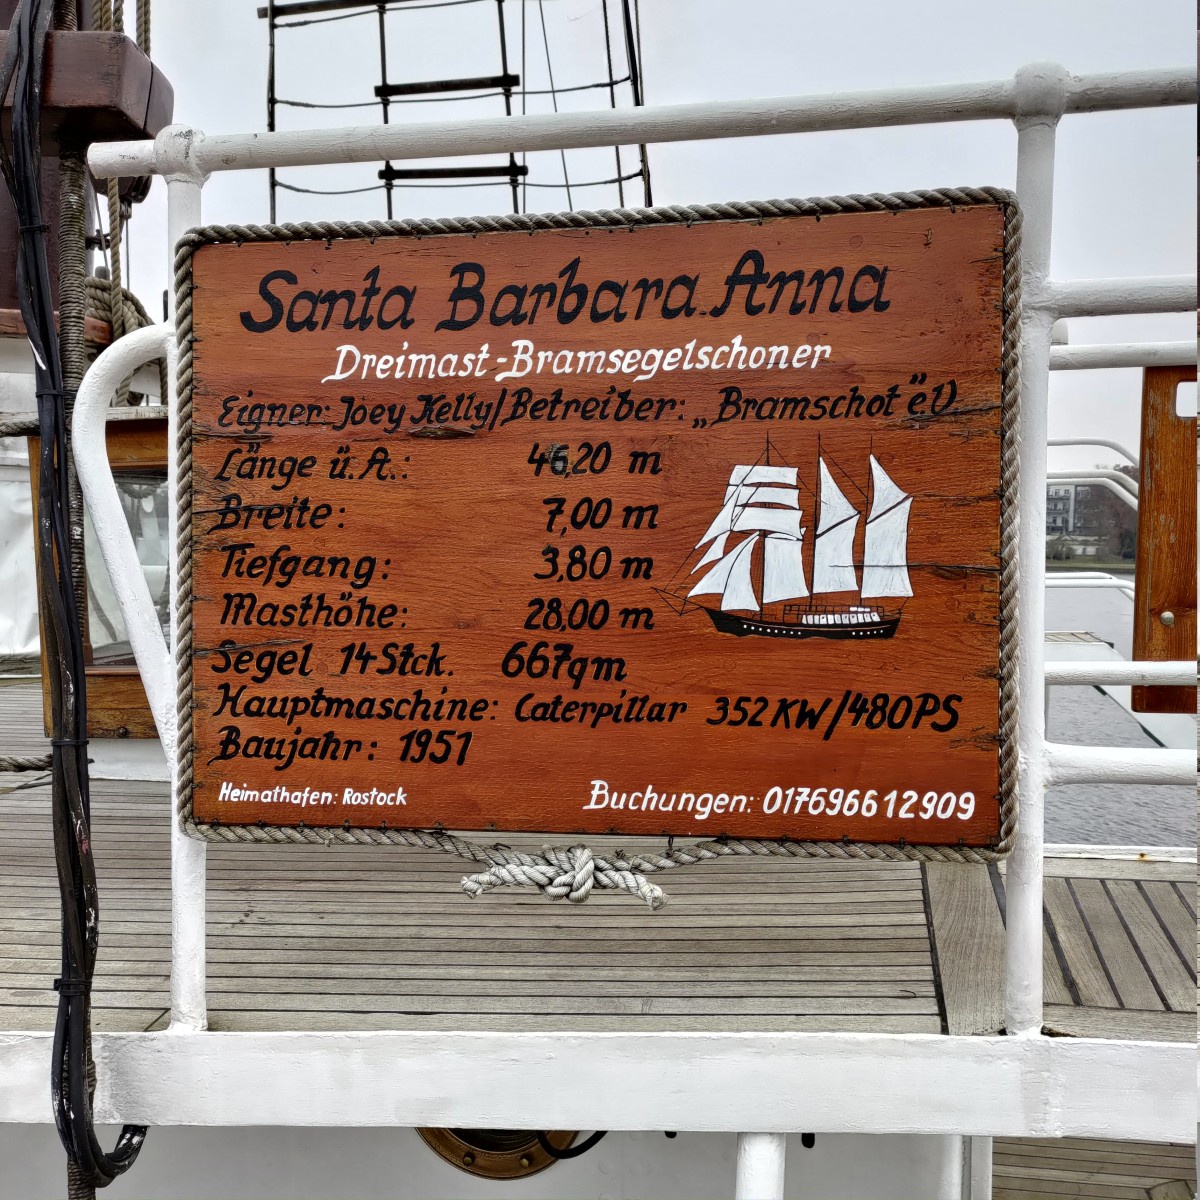 Santa Barbara Anna
Dreimast-Bramsegelschoner
Eigner: Joey Kelly/Betreiber: „Bramschot" e.V.
Länge ü.A.: 46,20 m
Breite: 7,00 m
Tiefgang: 3,80 m
Masthöhe: 28,00 m
Segel 14 Stck. 667qm
Hauptmaschine: Caterpillar 352 KW/480PS
Baujahr: 1951
Heimathafen: Rostock
Buchungen: 017696612909